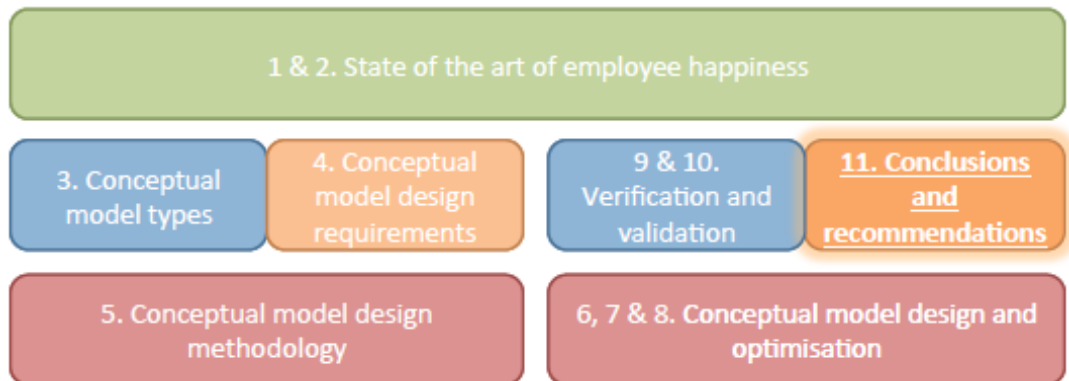 1 & 2. State of the art of employee happiness
3. Conceptual
model types
4. Conceptual
model design
requirements
9 & 10.
Verification and
validation
11. Conclusions
and
recommendations
5. Conceptual model design
methodology
6, 7 & 8. Conceptual model design and
optimisation